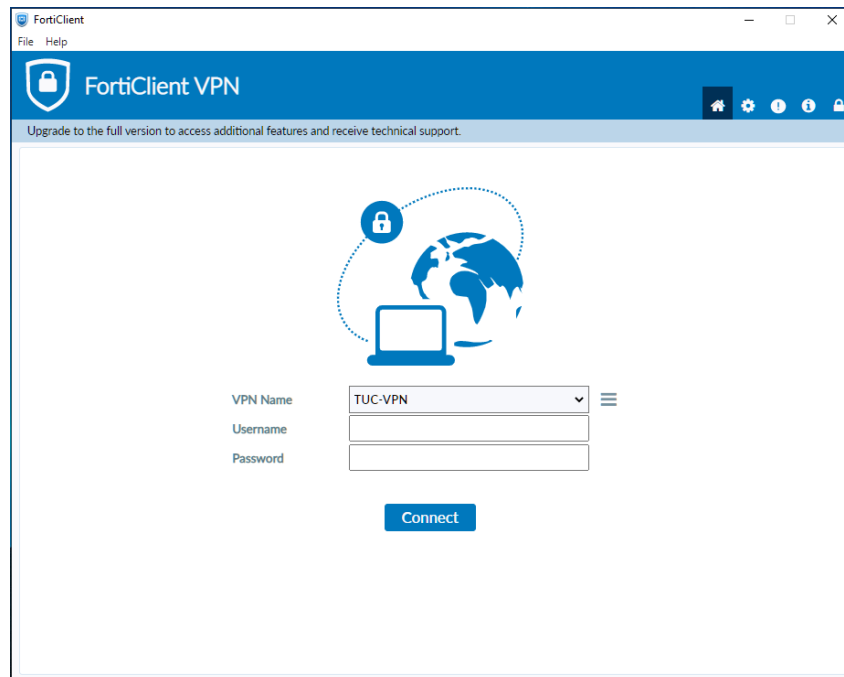 FortiClient
File Help
FortiClient VPN
Upgrade to the full version to access additional features and receive technical support.
VPN Name TUC-VPN
Username
Password
Connect